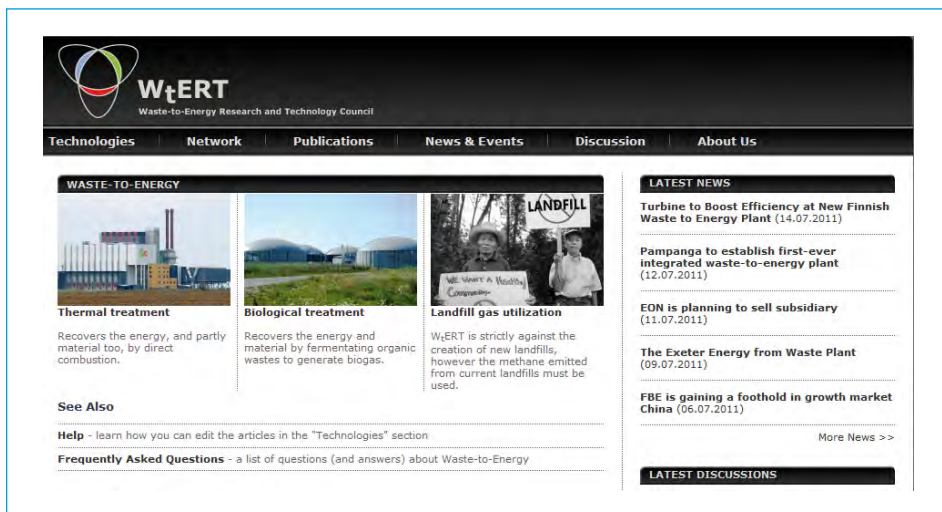 WtERT
Waste-to-Energy Research and Technology Council
Technologies
Network
Publications
News & Events
Discussion
About Us
WASTE-TO-ENERGY
LANDFILL
WE WANT A Healthy
Community
Thermal treatment
Recovers the energy, and partly
material too, by direct
combustion.
Biological treatment
Recovers the energy and
material by fermentating organic
wastes to generate biogas.
Landfill gas utilization
WtERT is strictly against the
creation of new landfills,
however the methane emitted
from current landfills must be
used.
See Also
Help - learn how you can edit the articles in the "Technologies" section
Frequently Asked Questions - a list of questions (and answers) about Waste-to-Energy
LATEST NEWS
Turbine to Boost Efficiency at New Finnish
Waste to Energy Plant (14.07.2011)
Pampanga to establish first-ever
integrated waste-to-energy plant
(12.07.2011)
EON is planning to sell subsidiary
(11.07.2011)
The Exeter Energy from Waste Plant
(09.07.2011)
FBE is gaining a foothold in growth market
China (06.07.2011)
More News >>
LATEST DISCUSSIONS